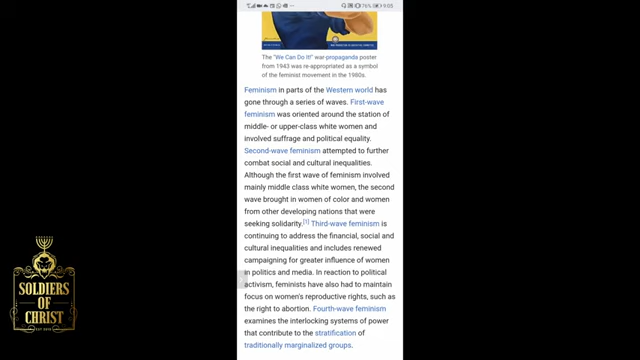 76% 9:05
The "We Can Do It!" war-propaganda poster
from 1943 was re-appropriated as a symbol
of the feminist movement in the 1980s.
Feminism in parts of the Western world has
gone through a series of waves. First-wave
feminism was oriented around the station of
middle- or upper-class white women and
involved suffrage and political equality.
Second-wave feminism attempted to further
combat social and cultural inequalities.
Although the first wave of feminism involved
mainly middle class white women, the second
wave brought in women of color and women
from other developing nations that were
seeking solidarity.[1] Third-wave feminism is
continuing to address the financial, social and
cultural inequalities and includes renewed
campaigning for greater influence of women
in politics and media. In reaction to political
activism, feminists have also had to maintain
focus on women's reproductive rights, such as
the right to abortion. Fourth-wave feminism
examines the interlocking systems of power
that contribute to the stratification of
traditionally marginalized groups.
SOLDIERS
OF
CHRIST